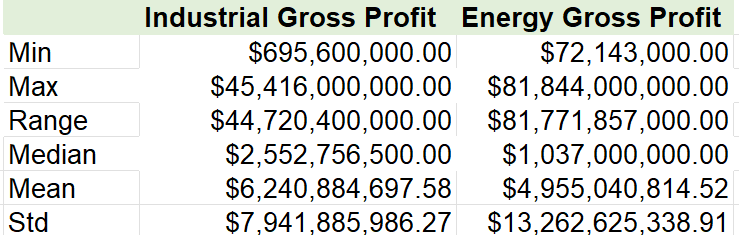 Industrial Gross Profit Energy Gross Profit
Min $695,600,000.00 $72,143,000.00
Max $45,416,000,000.00 $81,844,000,000.00
Range $44,720,400,000.00 $81,771,857,000.00
Median $2,552,756,500.00 $1,037,000,000.00
Mean $6,240,884,697.58 $4,955,040,814.52
Std $7,941,885,986.27 $13,262,625,338.91